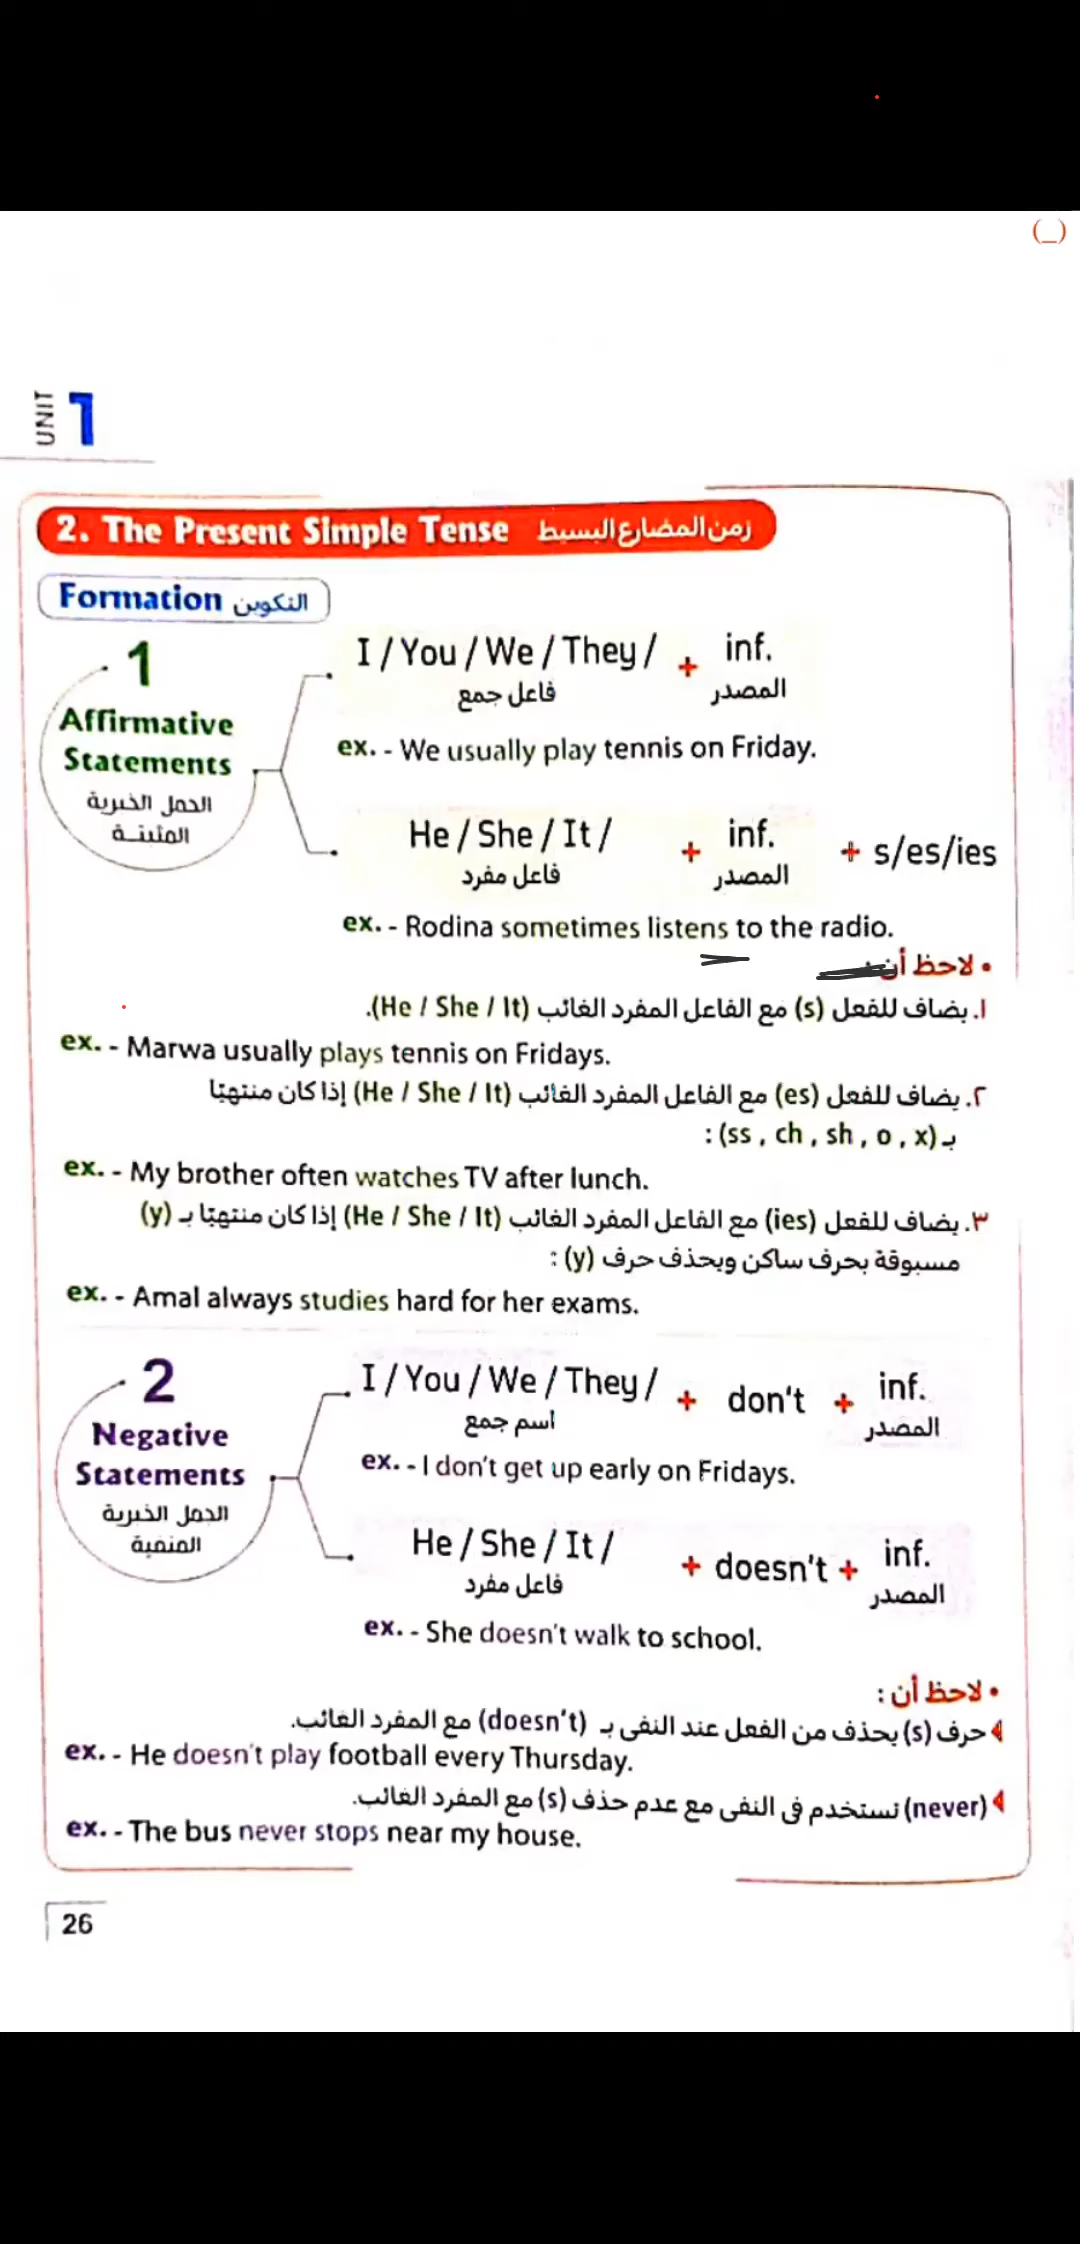 (_)
UNIT 1
2. The Present Simple Tense زمن المضارع البسيط
Formation التكوين
1
Affirmative
Statements
الجمل الخبرية
المثبتة
I / You / We / They / + inf.
فاعل جمع المصدر
ex. - We usually play tennis on Friday.
He / She / It / + inf. + s/es/ies
فاعل مفرد المصدر
ex. - Rodina sometimes listens to the radio.
• لاحظ أن
١. يضاف للفعل (s) مع الفاعل المفرد الغائب (He / She / It).
ex. - Marwa usually plays tennis on Fridays.
٢. يضاف للفعل (es) مع الفاعل المفرد الغائب (He / She / It) إذا كان منتهيًا
بـ (ss , ch , sh , o , x) :
ex. - My brother often watches TV after lunch.
٣. يضاف للفعل (ies) مع الفاعل المفرد الغائب (He / She / It) إذا كان منتهيًا بـ (y)
مسبوقة بحرف ساكن ويحذف حرف (y) :
ex. - Amal always studies hard for her exams.
2
Negative
Statements
الجمل الخبرية
المنفية
I / You / We / They / + don't + inf.
اسم جمع المصدر
ex. - I don't get up early on Fridays.
He / She / It / + doesn't + inf.
فاعل مفرد المصدر
ex. - She doesn't walk to school.
• لاحظ أن :
حرف (s) يحذف من الفعل عند النفى بـ (doesn't) مع المفرد الغائب.
ex. - He doesn't play football every Thursday.
(never) تستخدم فى النفى مع عدم حذف (s) مع المفرد الغائب.
ex. - The bus never stops near my house.
26